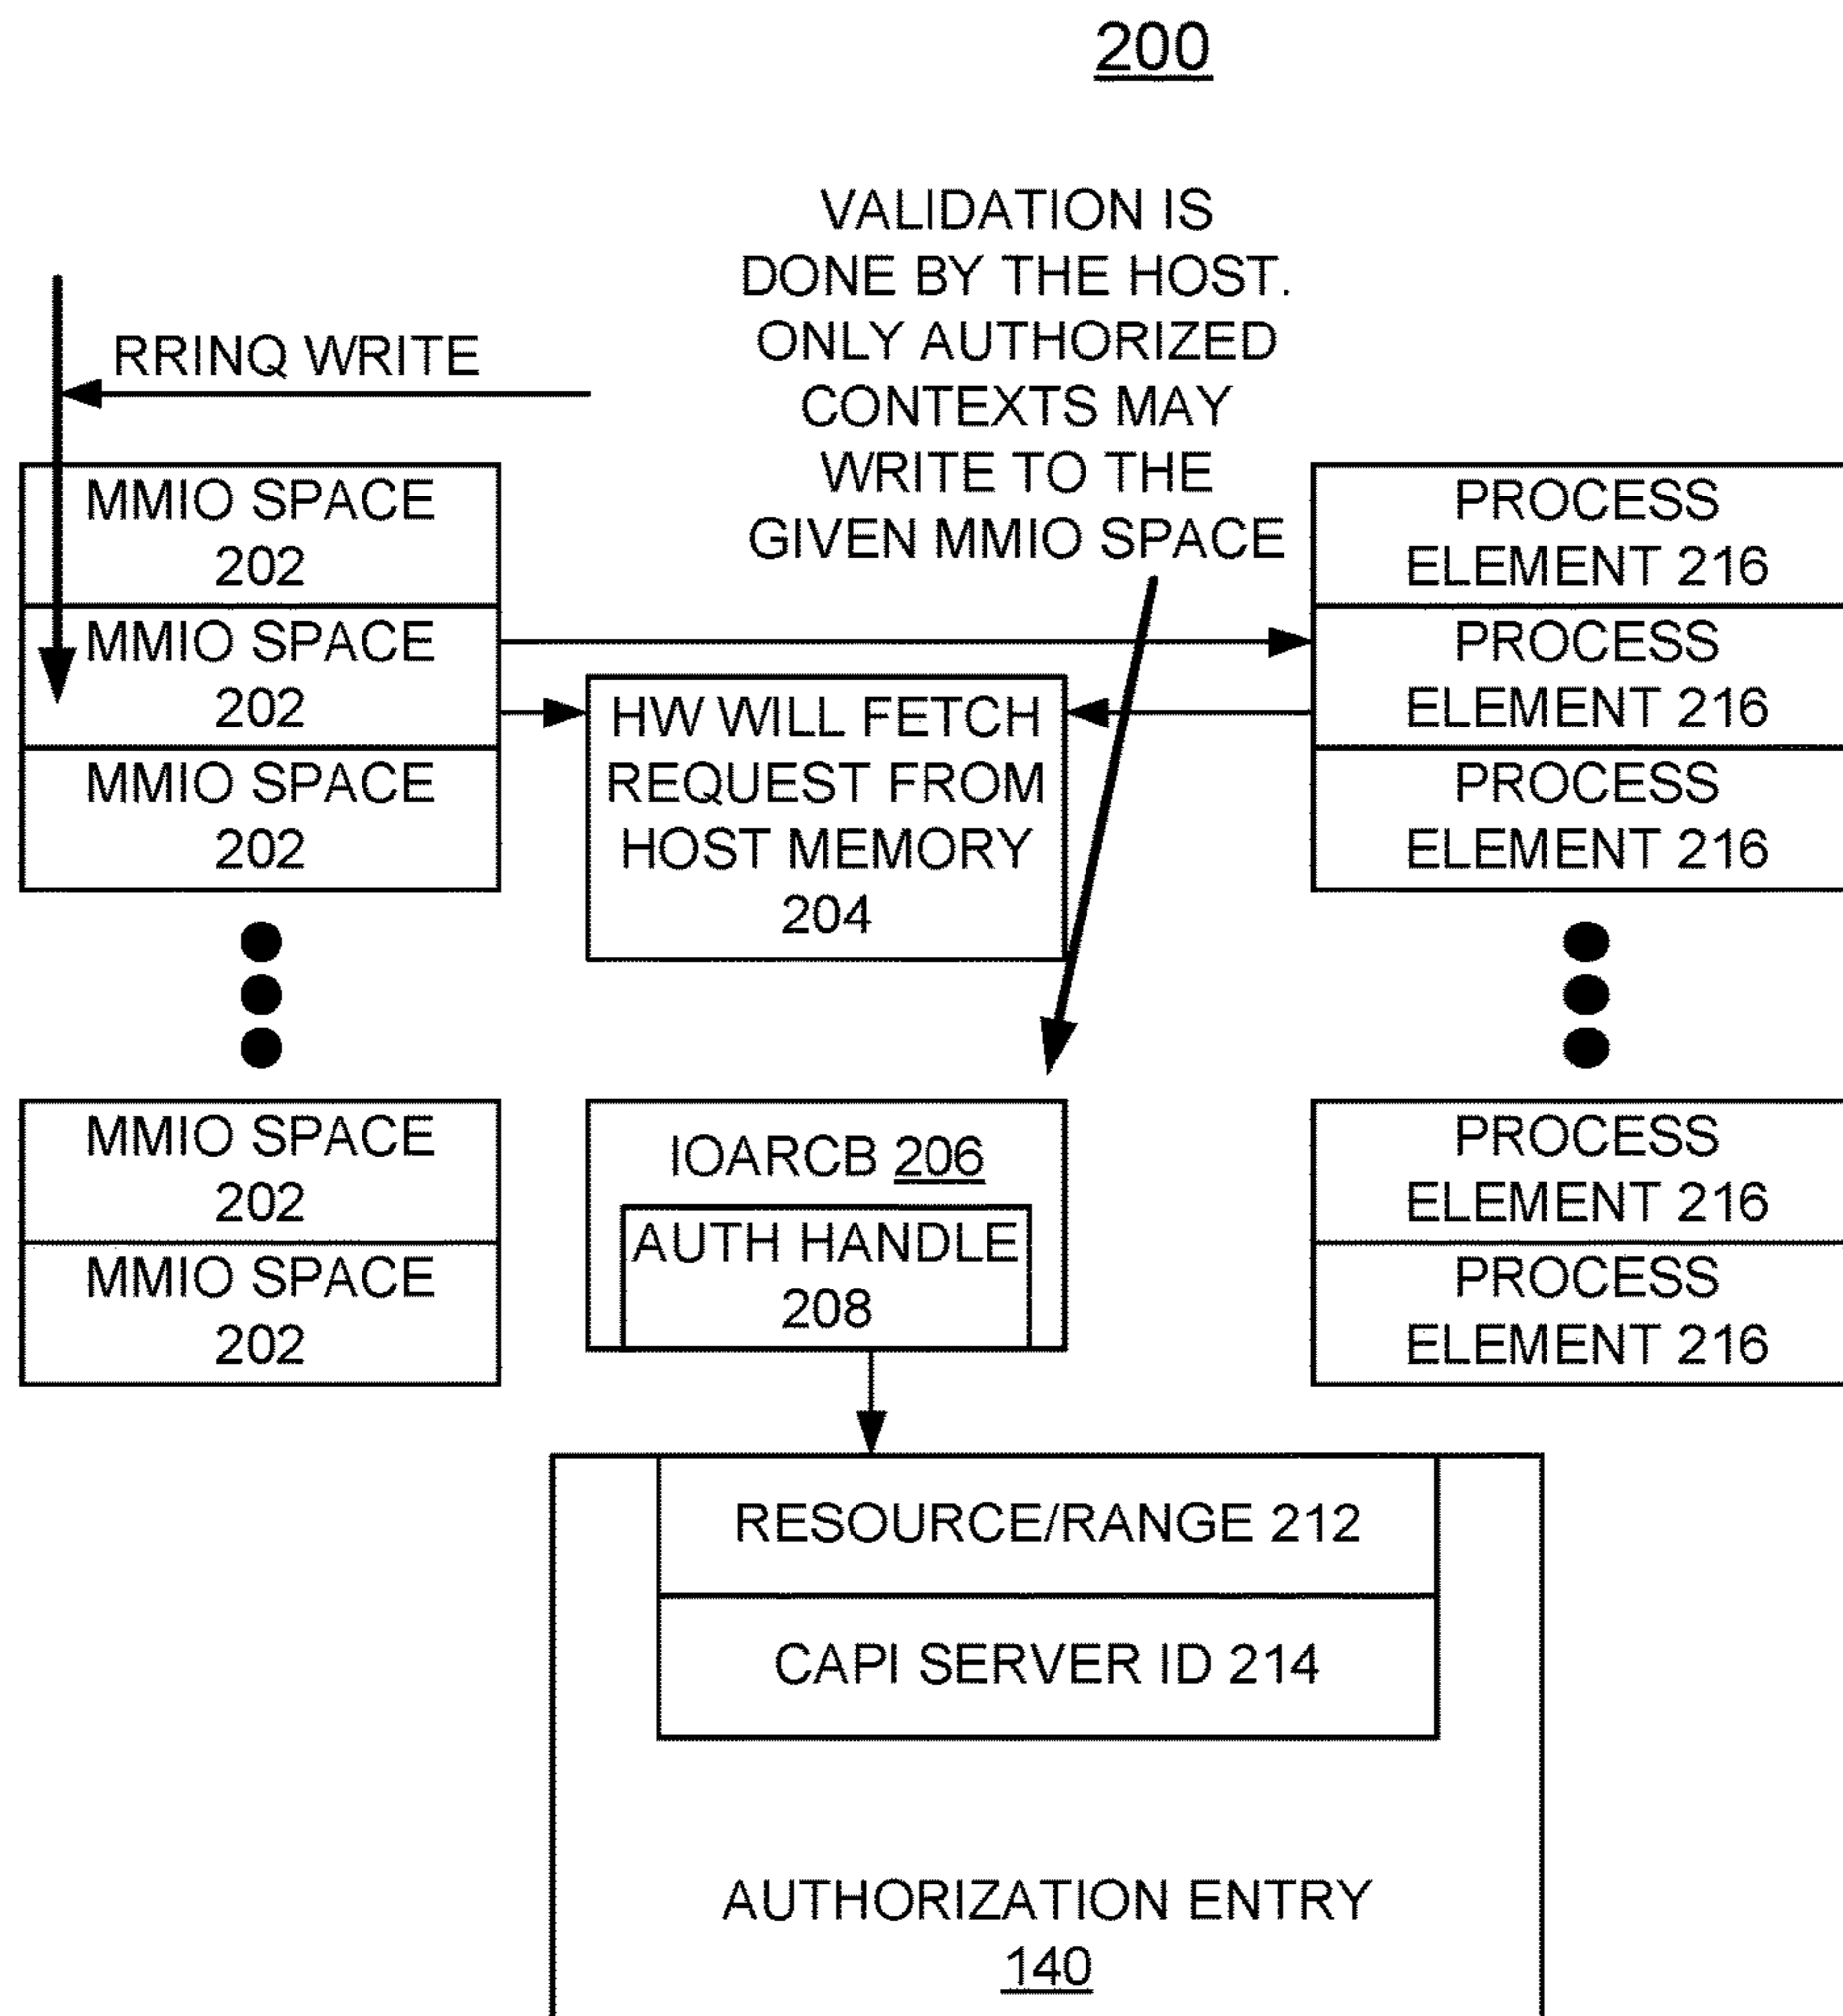 200
VALIDATION IS
DONE BY THE HOST.
ONLY AUTHORIZED
CONTEXTS MAY
WRITE TO THE
GIVEN MMIO SPACE
RRINQ WRITE
MMIO SPACE
202
MMIO SPACE
202
MMIO SPACE
202
HW WILL FETCH
REQUEST FROM
HOST MEMORY
204
PROCESS
ELEMENT 216
PROCESS
ELEMENT 216
PROCESS
ELEMENT 216
MMIO SPACE
202
MMIO SPACE
202
IOARCB 206
AUTH HANDLE
208
PROCESS
ELEMENT 216
PROCESS
ELEMENT 216
RESOURCE/RANGE 212
CAPI SERVER ID 214
AUTHORIZATION ENTRY
140